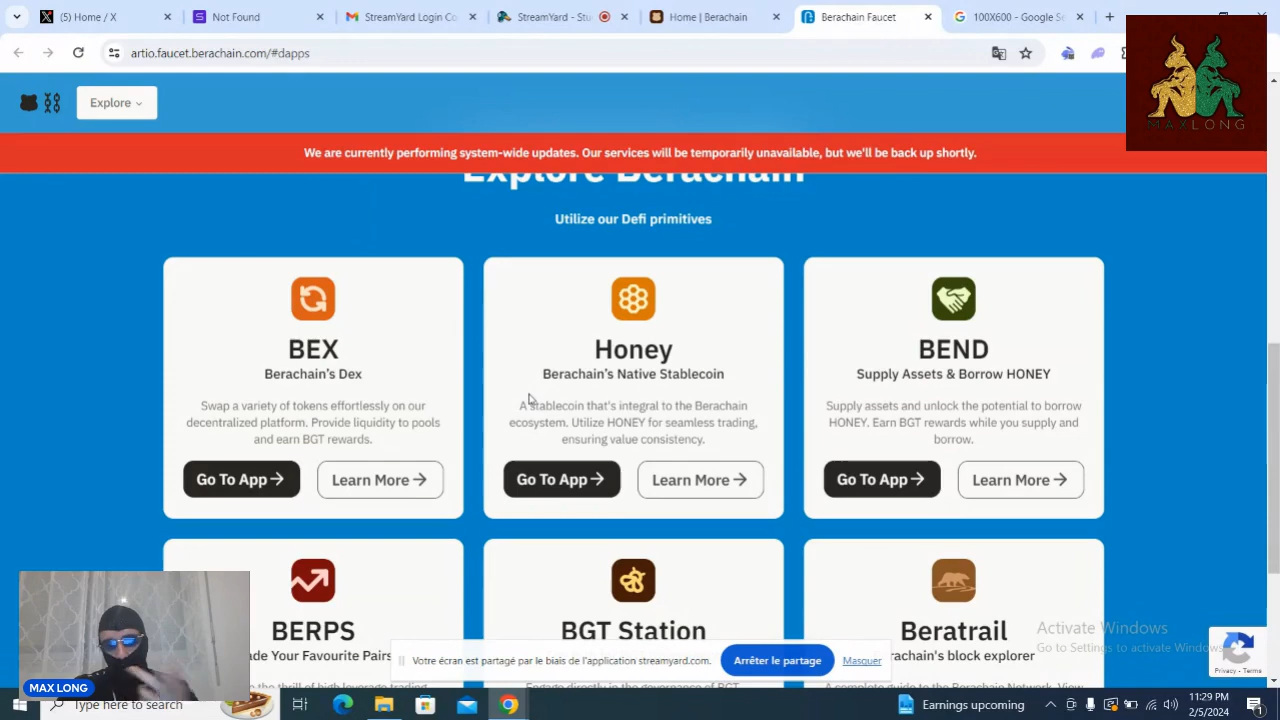 Home / X
Not Found
StreamYard Login Co
StreamYard - Stu
Home | Berachain
Berachain Faucet
100X600 - Google Se
artio.faucet.berachain.com/#dapps
Explore
MAXLONG
We are currently performing system-wide updates. Our services will be temporarily unavailable, but we'll be back up shortly.
Explore Berachain
Utilize our Defi primitives
BEX
Berachain's Dex
Swap a variety of tokens effortlessly on our
decentralized platform. Provide liquidity to pools
and earn BGT rewards.
Go To App
Learn More
Honey
Berachain's Native Stablecoin
A stablecoin that's integral to the Berachain
ecosystem. Utilize HONEY for seamless trading,
ensuring value consistency.
Go To App
Learn More
BEND
Supply Assets & Borrow HONEY
Supply assets and unlock the potential to borrow
HONEY. Earn BGT rewards while you supply and
borrow.
Go To App
Learn More
BERPS
ade Your Favourite Pairs
BGT Station
Beratrail
rachain's block explorer
Votre écran est partagé par le biais de l'application streamyard.com.
Arrêter le partage
Masquer
Activate Windows
Go to Settings to activate Windows.
Privacy - Terms
MAX LONG
Type here to search
Earnings upcoming
11:29 PM
2/5/2024